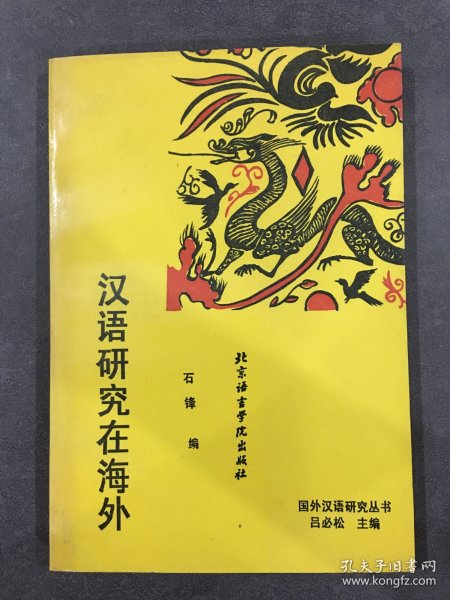 汉语研究在海外
石锋 编
北京语言学院出版社
国外汉语研究丛书
吕必松 主编
孔夫子旧书网
www.kongfz.com